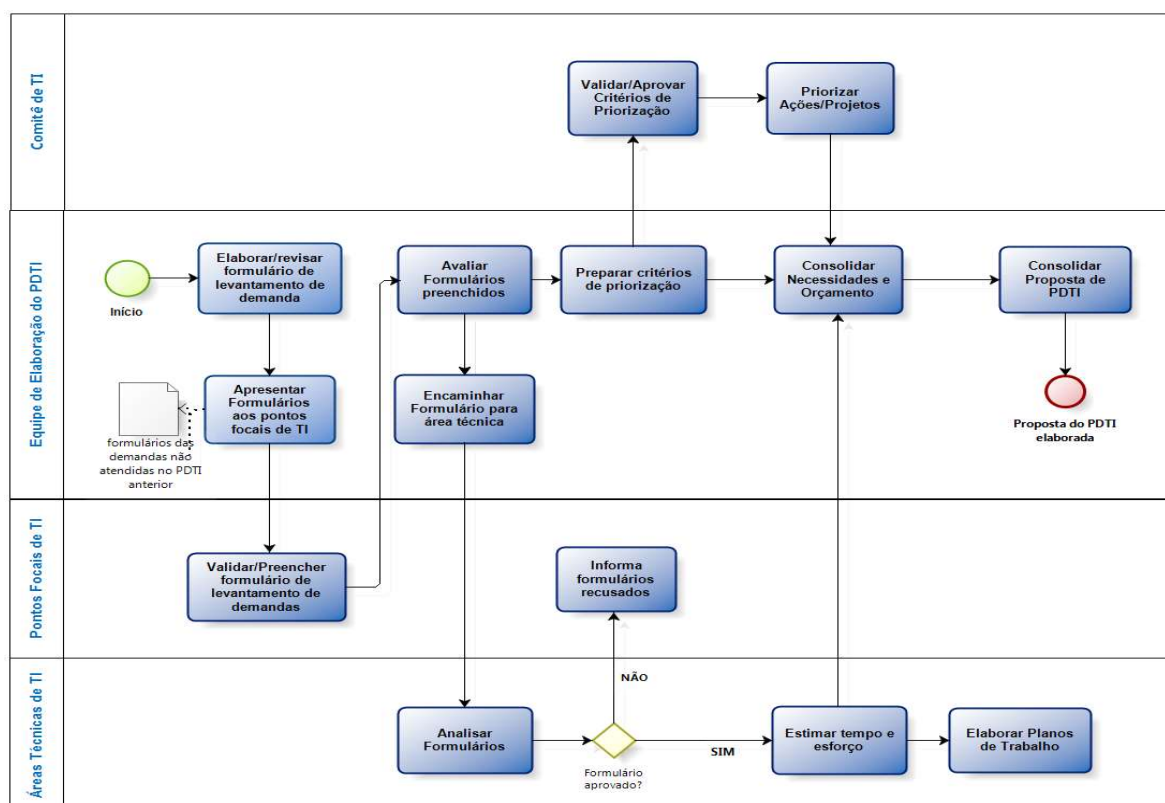 Comitê de TI
Validar/Aprovar
Critérios de
Priorização
Priorizar
Ações/Projetos
Equipe de Elaboração do PDTI
Início
Elaborar/revisar
formulário de
levantamento de
demanda
Avaliar
Formulários
preenchidos
Preparar critérios
de priorização
Consolidar
Necessidades e
Orçamento
Consolidar
Proposta de
PDTI
Apresentar
Formulários
aos pontos
focais de TI
formulários das
demandas não
atendidas no PDTI
anterior
Encaminhar
Formulário para
área técnica
Proposta do PDTI
elaborada
Pontos Focais de TI
Validar/Preencher
formulário de
levantamento de
demandas
Informa
formulários
recusados
Áreas Técnicas de TI
Analisar
Formulários
NÃO
SIM
Formulário
aprovado?
Estimar tempo e
esforço
Elaborar Planos
de Trabalho